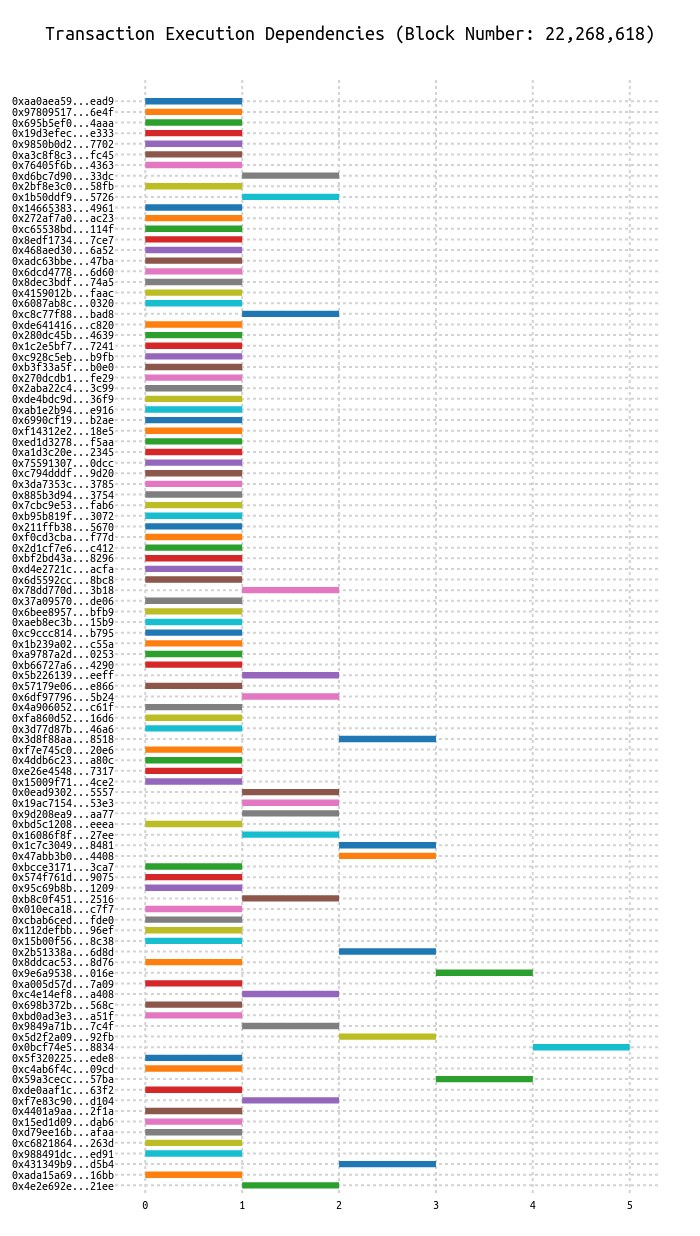 Transaction Execution Dependencies (Block Number: 22,268,618)
0xaa0aea59...ead9
0x97809517...6e4f
0x695b5ef0...4aaa
0x19d3efec...e333
0x9850b0d2...7702
0xa3c8f8c3...fc45
0x76405f6b...4363
0xd6bc7d90...33dc
0x2bf8e3c0...58fb
0x1b50ddf9...5726
0x14665383...4961
0x272af7a0...ac23
0xc65538bd...114f
0x8edf1734...7ce7
0x468aed30...6a52
0xadc63bbe...47ba
0x6dcd4778...6d60
0x8dec3bdf...74a5
0x4159012b...faac
0x6087ab8c...0320
0xc8c77f88...bad8
0xde641416...c820
0x280dc45b...4639
0x1c2e5bf7...7241
0xc928c5eb...b9fb
0xb3f33a5f...b0e0
0x270dcdb1...fe29
0x2aba22c4...3c99
0xde4bdc9d...36f9
0xab1e2b94...e916
0x6990cf19...b2ae
0xf14312e2...18e5
0xed1d3278...f5aa
0xa1d3c20e...2345
0x75591307...0dcc
0xc794dddf...9d20
0x3da7353c...3785
0x885b3d94...3754
0x7cbc9e53...fab6
0xb95b819f...3072
0x211ffb38...5670
0xf0cd3cba...f77d
0x2d1cf7e6...c412
0xbf2bd43a...8296
0xd4e2721c...acfa
0x6d5592cc...8bc8
0x78dd770d...3b18
0x37a09570...de06
0x6bee8957...bfb9
0xaeb8ec3b...15b9
0xc9ccc814...b795
0x1b239a02...c55a
0xa9787a2d...0253
0xb66727a6...4290
0x5b226139...eeff
0x57179e06...e866
0x6df97796...5b24
0x4a906052...c61f
0xfa860d52...16d6
0x3d77d87b...46a6
0x3d8f88aa...8518
0xf7e745c0...20e6
0x4ddb6c23...a80c
0xe26e4548...7317
0x15009f71...4ce2
0x0ead9302...5557
0x19ac7154...53e3
0x9d208ea9...aa77
0xbd5c1208...eeea
0x16086f8f...27ee
0x1c7c3049...8481
0x47abb3b0...4408
0xbcce3171...3ca7
0x574f761d...9075
0x95c69b8b...1209
0xb8c0f451...2516
0x010eca18...c7f7
0xcbab6ced...fde0
0x112defbb...96ef
0x15b00f56...8c38
0x2b51338a...6d8d
0x8ddcac53...8d76
0x9e6a9538...016e
0xa005d57d...7a09
0xc4e14ef8...a408
0x698b372b...568c
0xbd0ad3e3...a51f
0x9849a71b...7c4f
0x5d2f2a09...92fb
0x0bcf74e5...8834
0x5f320225...ede8
0xc4ab6f4c...09cd
0x59a3cecc...57ba
0xde0aaf1c...63f2
0xf7e83c90...d104
0x4401a9aa...2f1a
0x15ed1d09...dab6
0xd79ee16b...afaa
0xc6821864...263d
0x988491dc...ed91
0x431349b9...d5b4
0xada15a69...16bb
0x4e2e692e...21ee
0 1 2 3 4 5